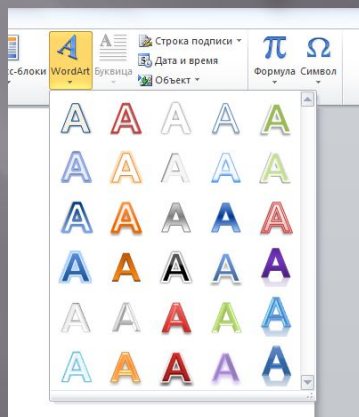 с-блоки
WordArt
Буквица
Строка подписи
Дата и время
Объект
Формула
Символ
A A A A A
A A A A A
A A A A A
A A A A A
A A A A A
A A A A A